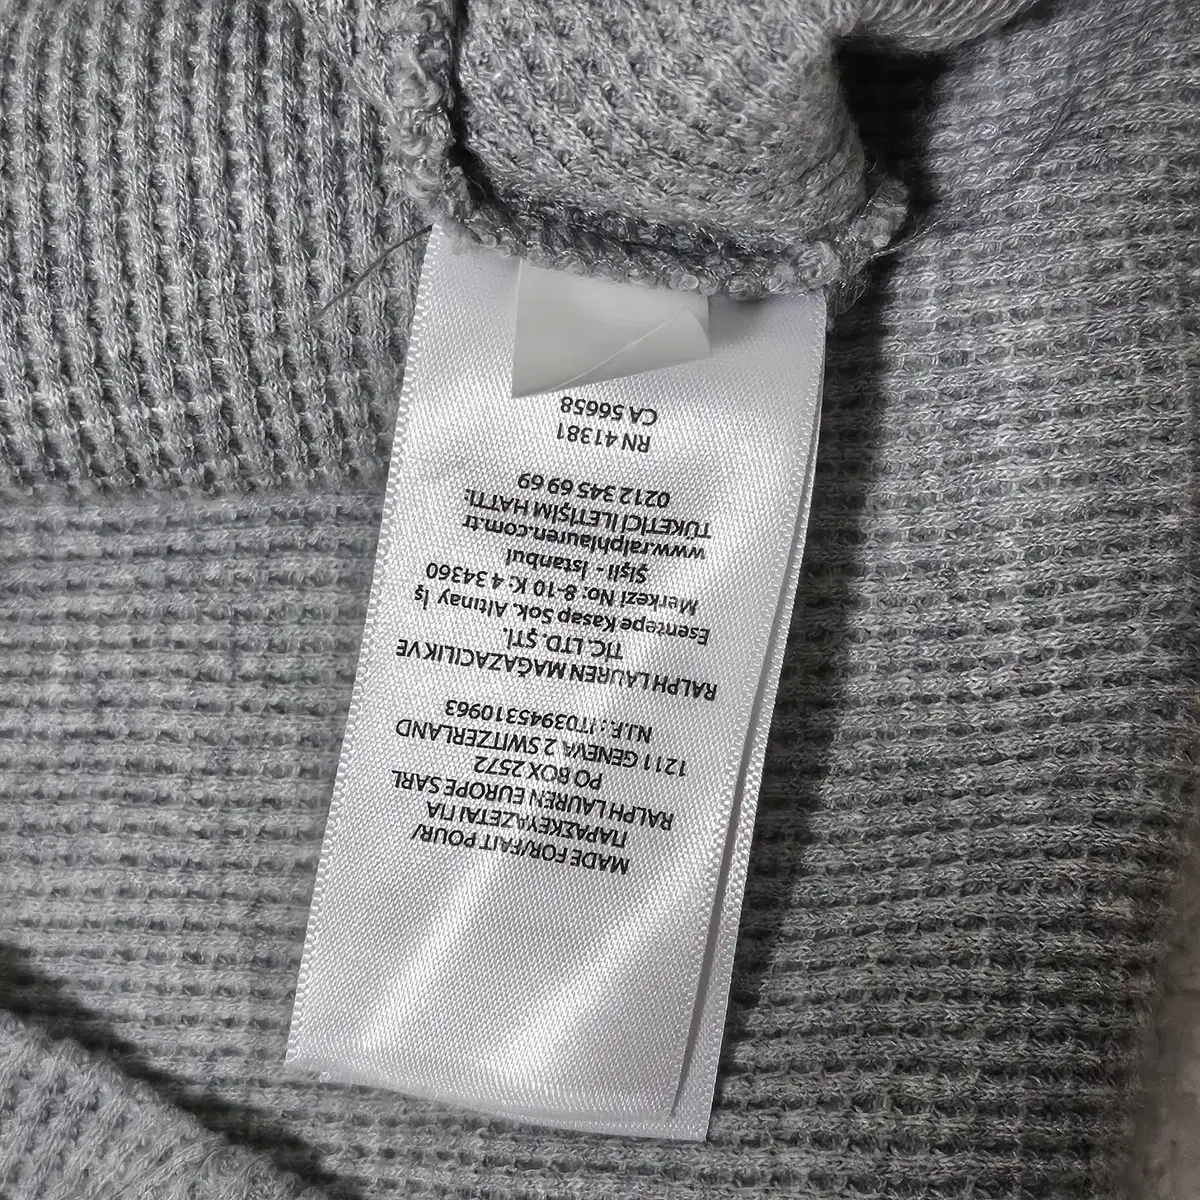 MADE FOR/FAIT POUR/
ΠΑΡΑΣΚΕΥΑΖΕΤΑΙ ΓΙΑ
RALPH LAUREN EUROPE SARL
PO BOX 2572
1211 GENEVA 2 SWITZERLAND
N.I.F.: IT03945310963
RALPH LAUREN MAĞAZACILIK VE
TİC. LTD. ŞTİ.
Esentepe Kasap Sok. Altınay İş
Merkezi No: 8-10 K: 4 34360
Şişli - İstanbul
www.ralphlauren.com.tr
TÜKETİCİ İLETİŞİM HATTI:
0212 345 69 69
RN 41381
CA 56658